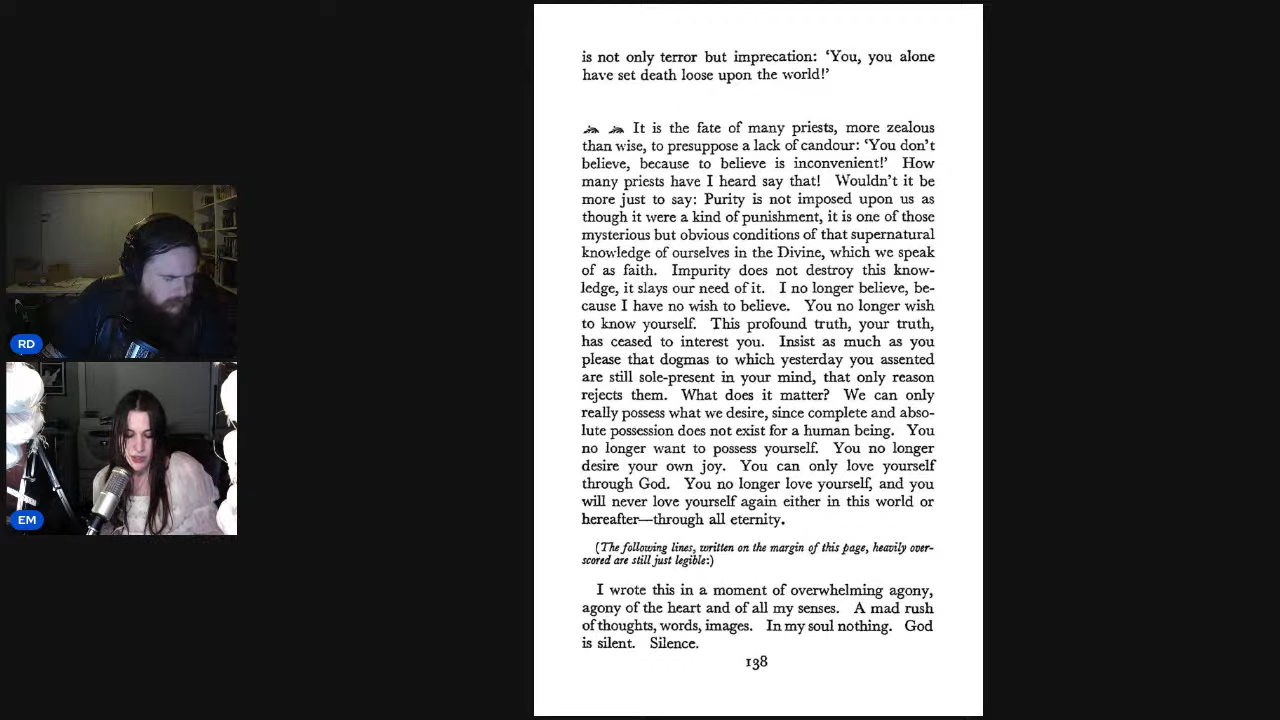 is not only terror but imprecation: ‘You, you alone
have set death loose upon the world!’
It is the fate of many priests, more zealous
than wise, to presuppose a lack of candour: ‘You don’t
believe, because to believe is inconvenient!’ How
many priests have I heard say that! Wouldn’t it be
more just to say: Purity is not imposed upon us as
though it were a kind of punishment, it is one of those
mysterious but obvious conditions of that supernatural
knowledge of ourselves in the Divine, which we speak
of as faith. Impurity does not destroy this know-
ledge, it slays our need of it. I no longer believe, be-
cause I have no wish to believe. You no longer wish
to know yourself. This profound truth, your truth,
has ceased to interest you. Insist as much as you
please that dogmas to which yesterday you assented
are still sole-present in your mind, that only reason
rejects them. What does it matter? We can only
really possess what we desire, since complete and abso-
lute possession does not exist for a human being. You
no longer want to possess yourself. You no longer
desire your own joy. You can only love yourself
through God. You no longer love yourself, and you
will never love yourself again either in this world or
hereafter—through all eternity.
(The following lines, written on the margin of this page, heavily over-
scored are still just legible:)
I wrote this in a moment of overwhelming agony,
agony of the heart and of all my senses. A mad rush
of thoughts, words, images. In my soul nothing. God
is silent. Silence.
138
RD
EM